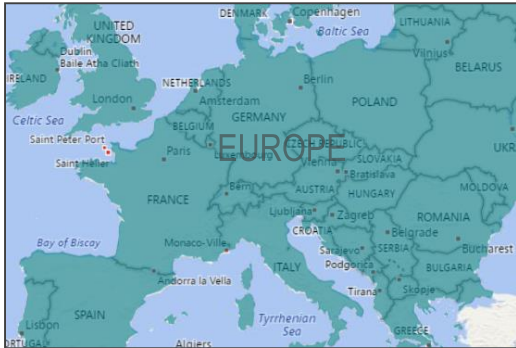 UNITED
KINGDOM
DENMARK
Copenhagen
Baltic Sea
LITHUANIA
Vilnius
BELARUS
Dublin
Baile Átha Cliath
IRELAND
London
NETHERLANDS
Amsterdam
Berlin
GERMANY
POLAND
Celtic Sea
BELGIUM
Saint Peter Port
Saint Helier
Paris
Luxembourg
EUROPE
CZECH REPUBLIC
UKR
SLOVAKIA
Vienna
Bratislava
FRANCE
Bern
AUSTRIA
HUNGARY
MOLDOVA
Ljubljana
Zagreb
ROMANIA
CROATIA
Belgrade
Bay of Biscay
Monaco-Ville
Sarajevo
SERBIA
Bucharest
ITALY
Podgorica
BULGARIA
Andorra la Vella
Skopje
Tirana
SPAIN
Lisbon
Tyrrhenian
Sea
GREECE
PORTUGAL
Algiers